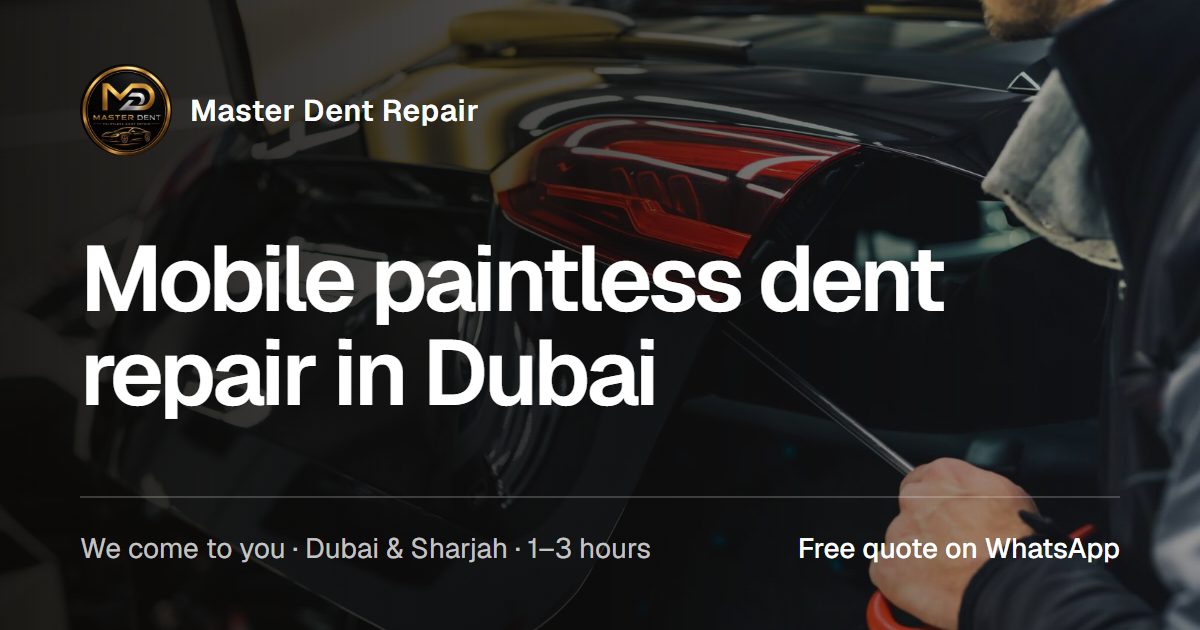 MD
MASTER DENT
Master Dent Repair
Mobile paintless dent
repair in Dubai
We come to you · Dubai & Sharjah · 1–3 hours
Free quote on WhatsApp